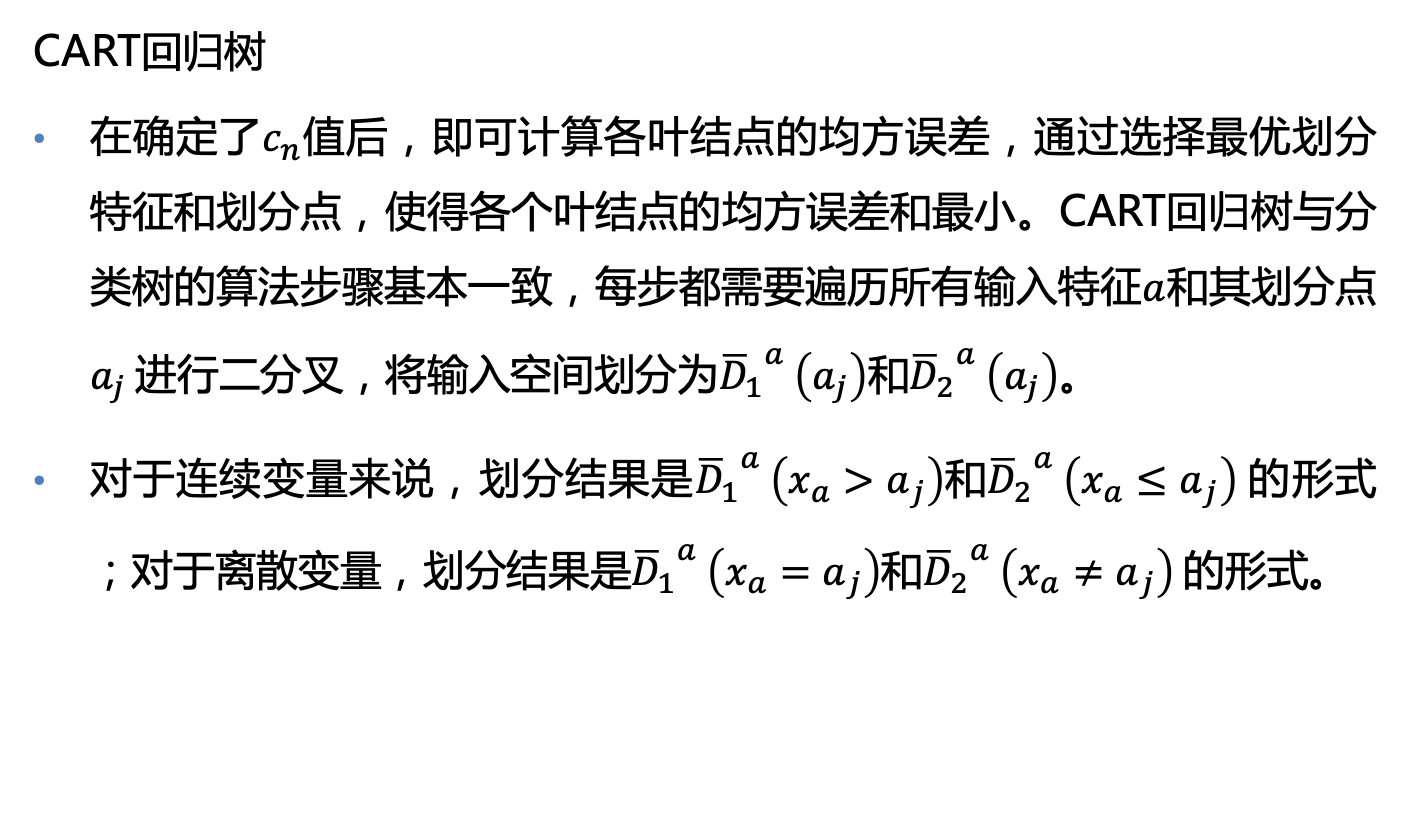 CART回归树
• 在确定了cₙ值后，即可计算各叶结点的均方误差，通过选择最优划分
特征和划分点，使得各个叶结点的均方误差和最小。CART回归树与分
类树的算法步骤基本一致，每步都需要遍历所有输入特征a和其划分点
aⱼ 进行二分叉，将输入空间划分为D̅₁ᵃ(aⱼ)和D̅₂ᵃ(aⱼ)。
• 对于连续变量来说，划分结果是D̅₁ᵃ(xₐ > aⱼ)和D̅₂ᵃ(xₐ ≤ aⱼ) 的形式
；对于离散变量，划分结果是D̅₁ᵃ(xₐ = aⱼ)和D̅₂ᵃ(xₐ ≠ aⱼ) 的形式。